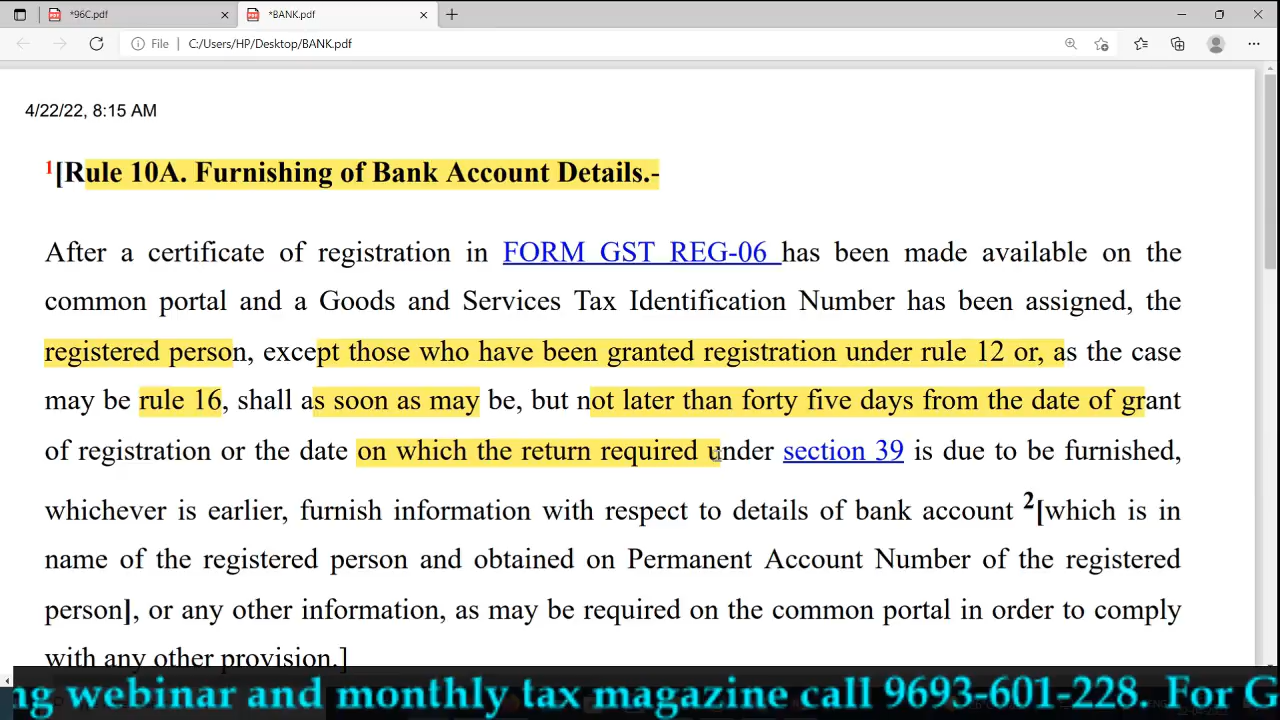 *96C.pdf
*BANK.pdf
File
C:/Users/HP/Desktop/BANK.pdf
4/22/22, 8:15 AM
1[Rule 10A. Furnishing of Bank Account Details.-
After a certificate of registration in FORM GST REG-06 has been made available on the
common portal and a Goods and Services Tax Identification Number has been assigned, the
registered person, except those who have been granted registration under rule 12 or, as the case
may be rule 16, shall as soon as may be, but not later than forty five days from the date of grant
of registration or the date on which the return required under section 39 is due to be furnished,
whichever is earlier, furnish information with respect to details of bank account 2[which is in
name of the registered person and obtained on Permanent Account Number of the registered
person], or any other information, as may be required on the common portal in order to comply
with any other provision.]
ng webinar and monthly tax magazine call 9693-601-228. For G